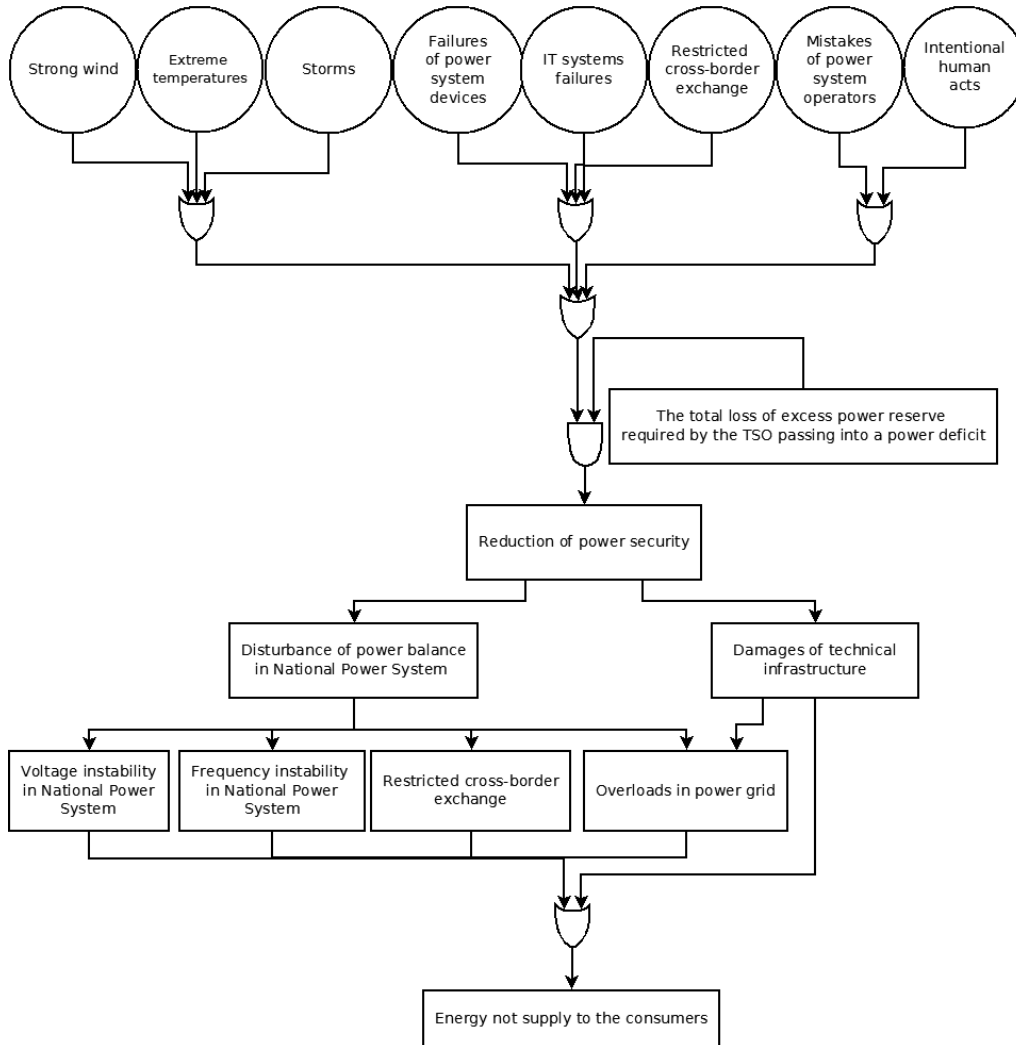 Strong wind
Extreme
temperatures
Storms
Failures
of power
system
devices
IT systems
failures
Restricted
cross-border
exchange
Mistakes
of power
system
operators
Intentional
human
acts
The total loss of excess power reserve
required by the TSO passing into a power deficit
Reduction of power security
Disturbance of power balance
in National Power System
Damages of technical
infrastructure
Voltage instability
in National Power
System
Frequency instability
in National Power
System
Restricted cross-border
exchange
Overloads in power grid
Energy not supply to the consumers